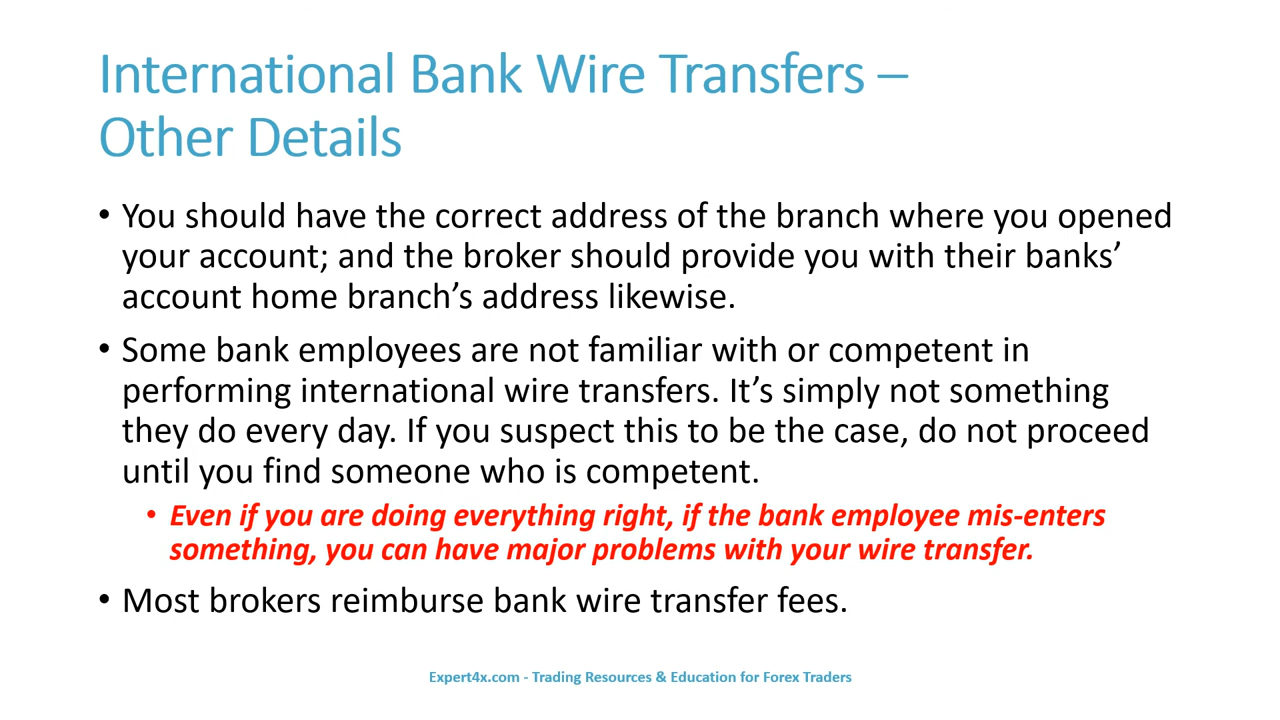 International Bank Wire Transfers –
Other Details
• You should have the correct address of the branch where you opened
your account; and the broker should provide you with their banks’
account home branch’s address likewise.
• Some bank employees are not familiar with or competent in
performing international wire transfers. It’s simply not something
they do every day. If you suspect this to be the case, do not proceed
until you find someone who is competent.
• Even if you are doing everything right, if the bank employee mis-enters
something, you can have major problems with your wire transfer.
• Most brokers reimburse bank wire transfer fees.
Expert4x.com - Trading Resources & Education for Forex Traders